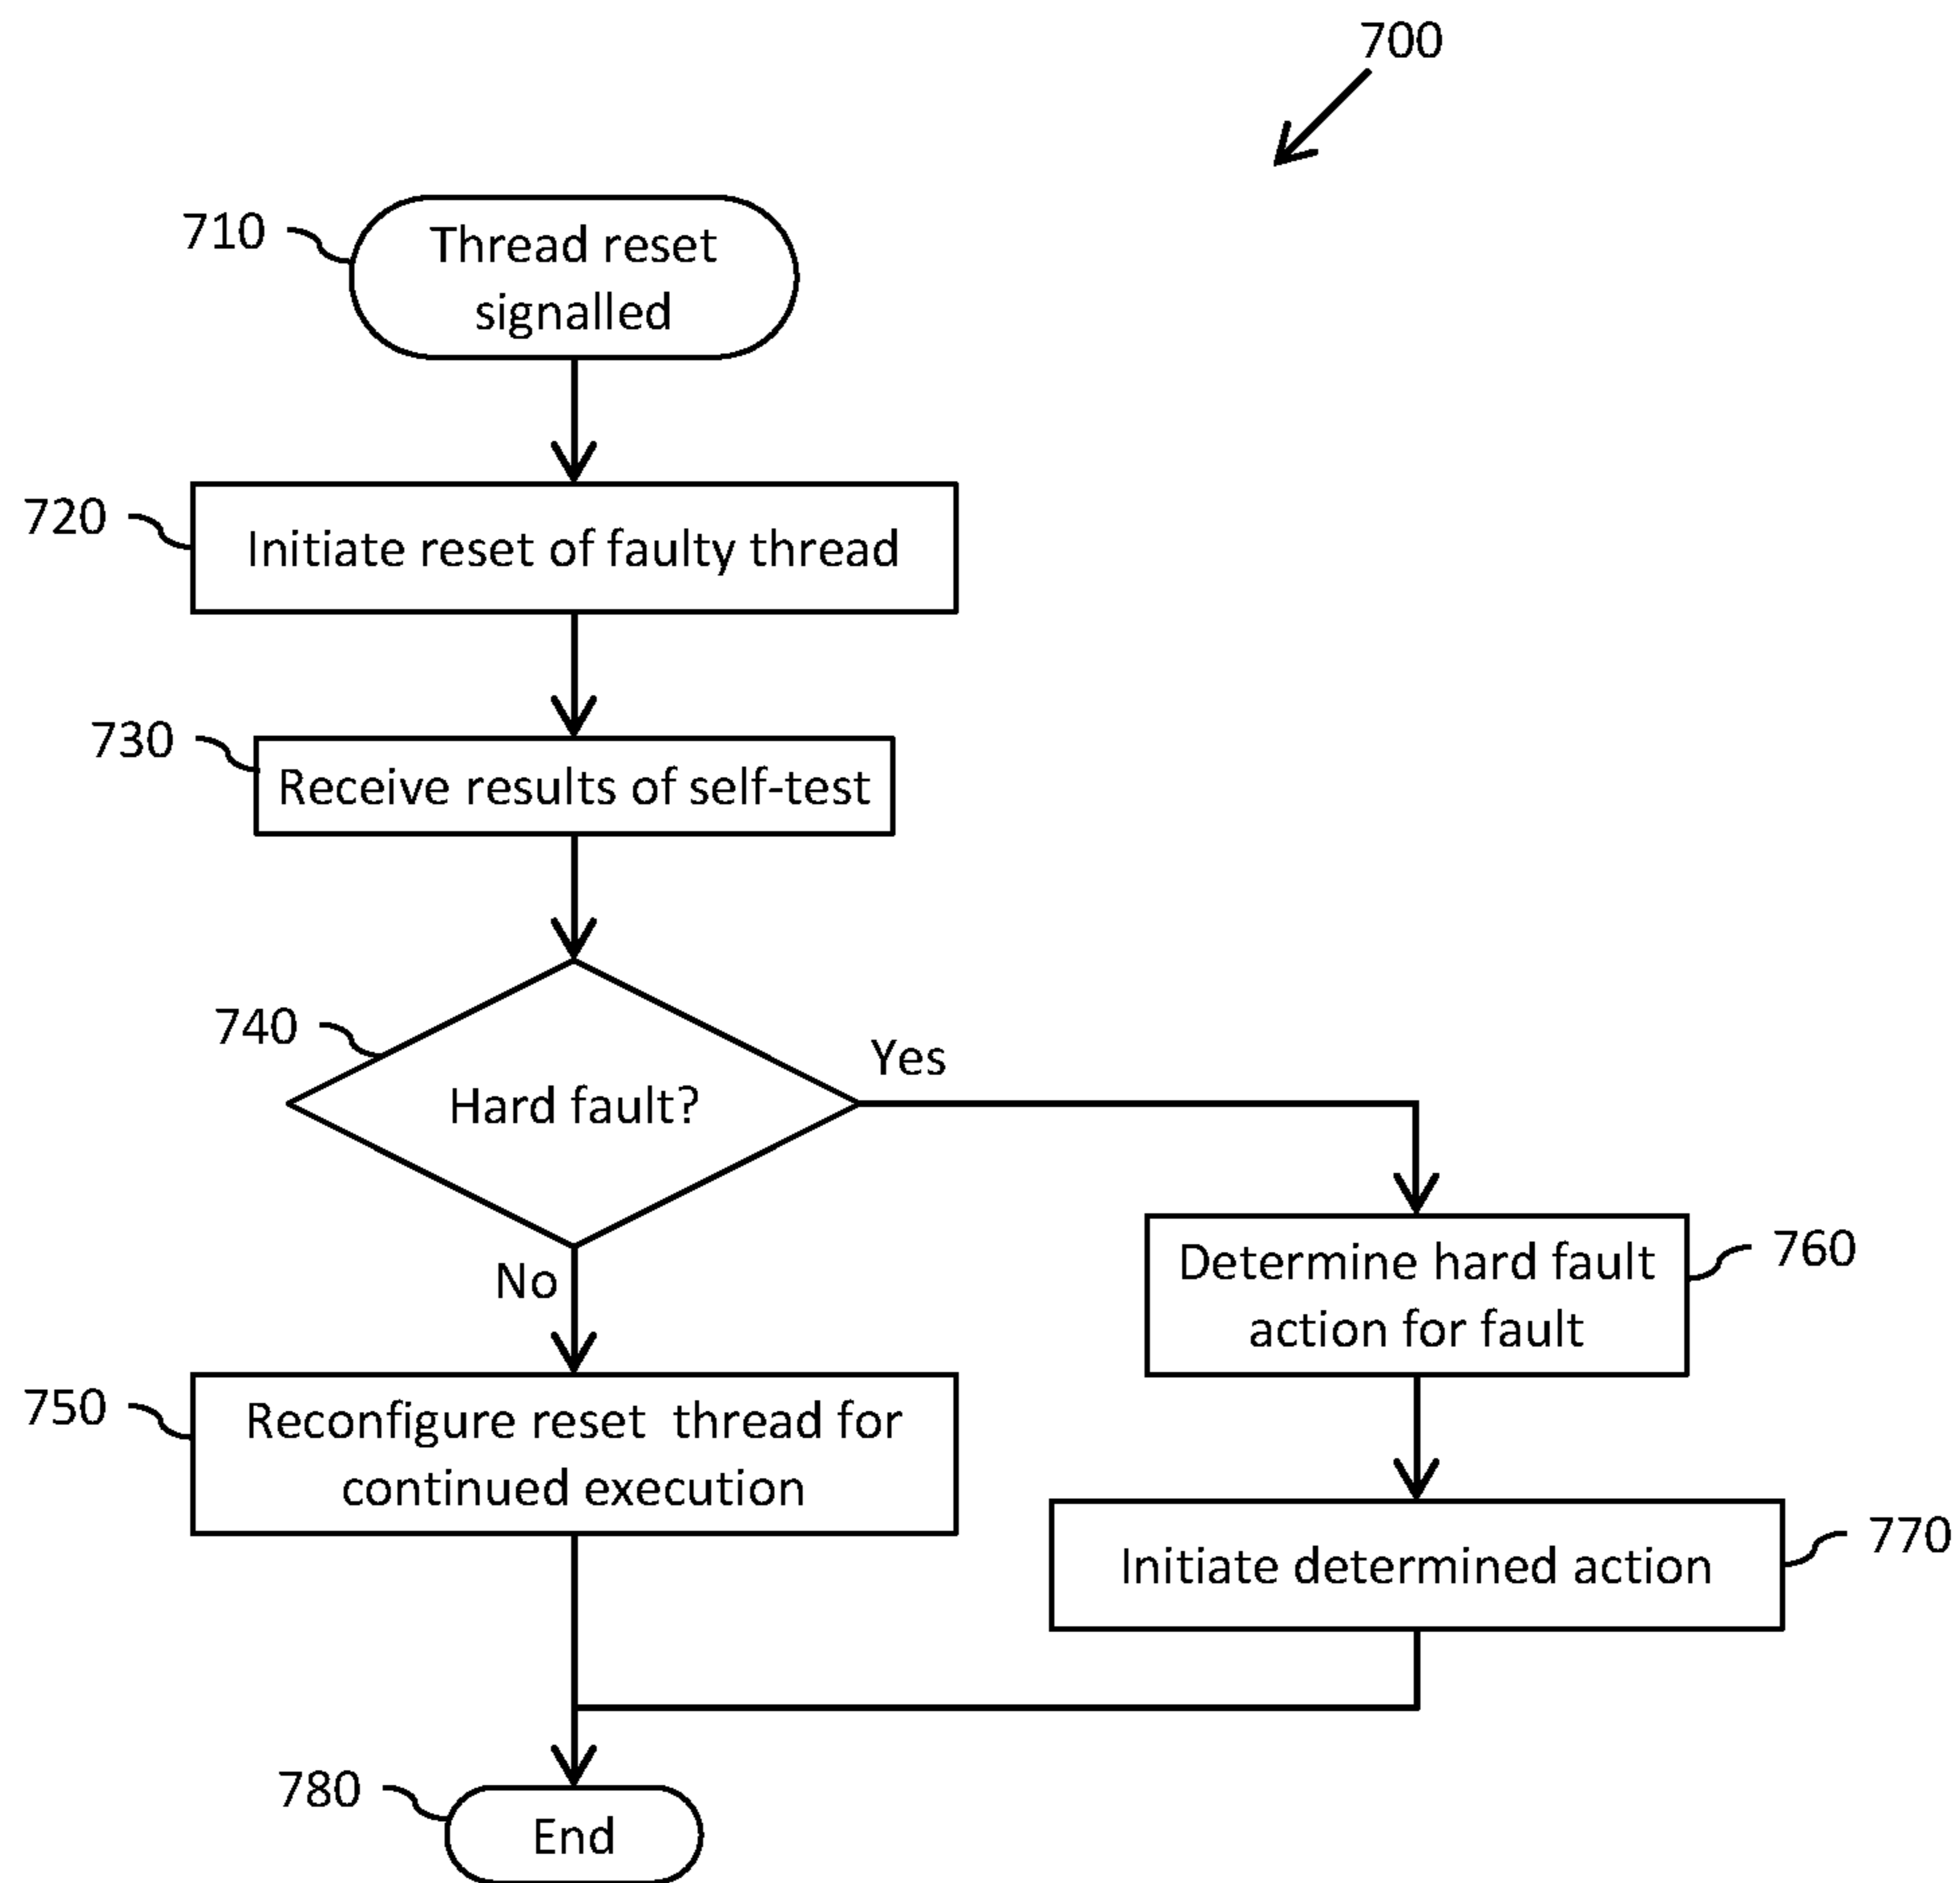 700
710
Thread reset
signalled
720
Initiate reset of faulty thread
730
Receive results of self-test
740
Hard fault?
Yes
No
760
Determine hard fault
action for fault
750
Reconfigure reset thread for
continued execution
770
Initiate determined action
780
End